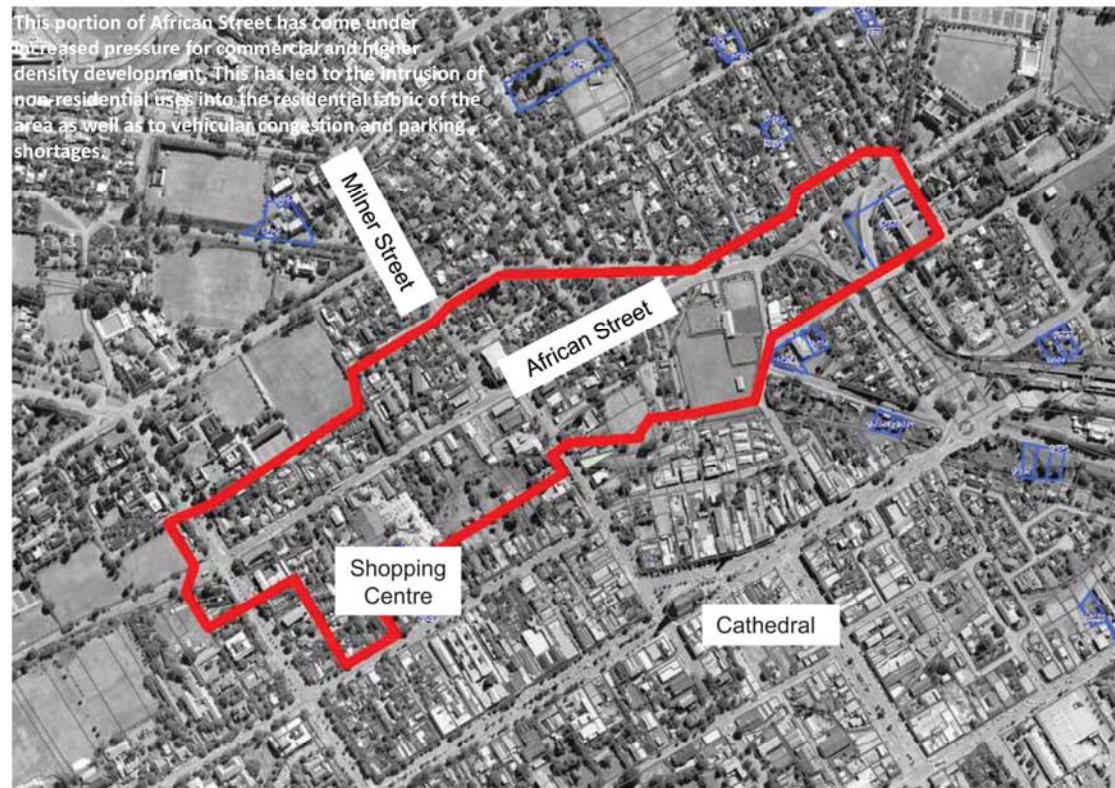 This portion of African Street has come under
increased pressure for commercial and higher
density development. This has led to the intrusion of
non-residential uses into the residential fabric of the
area as well as to vehicular congestion and parking
shortages.
Milner Street
African Street
Shopping
Centre
Cathedral